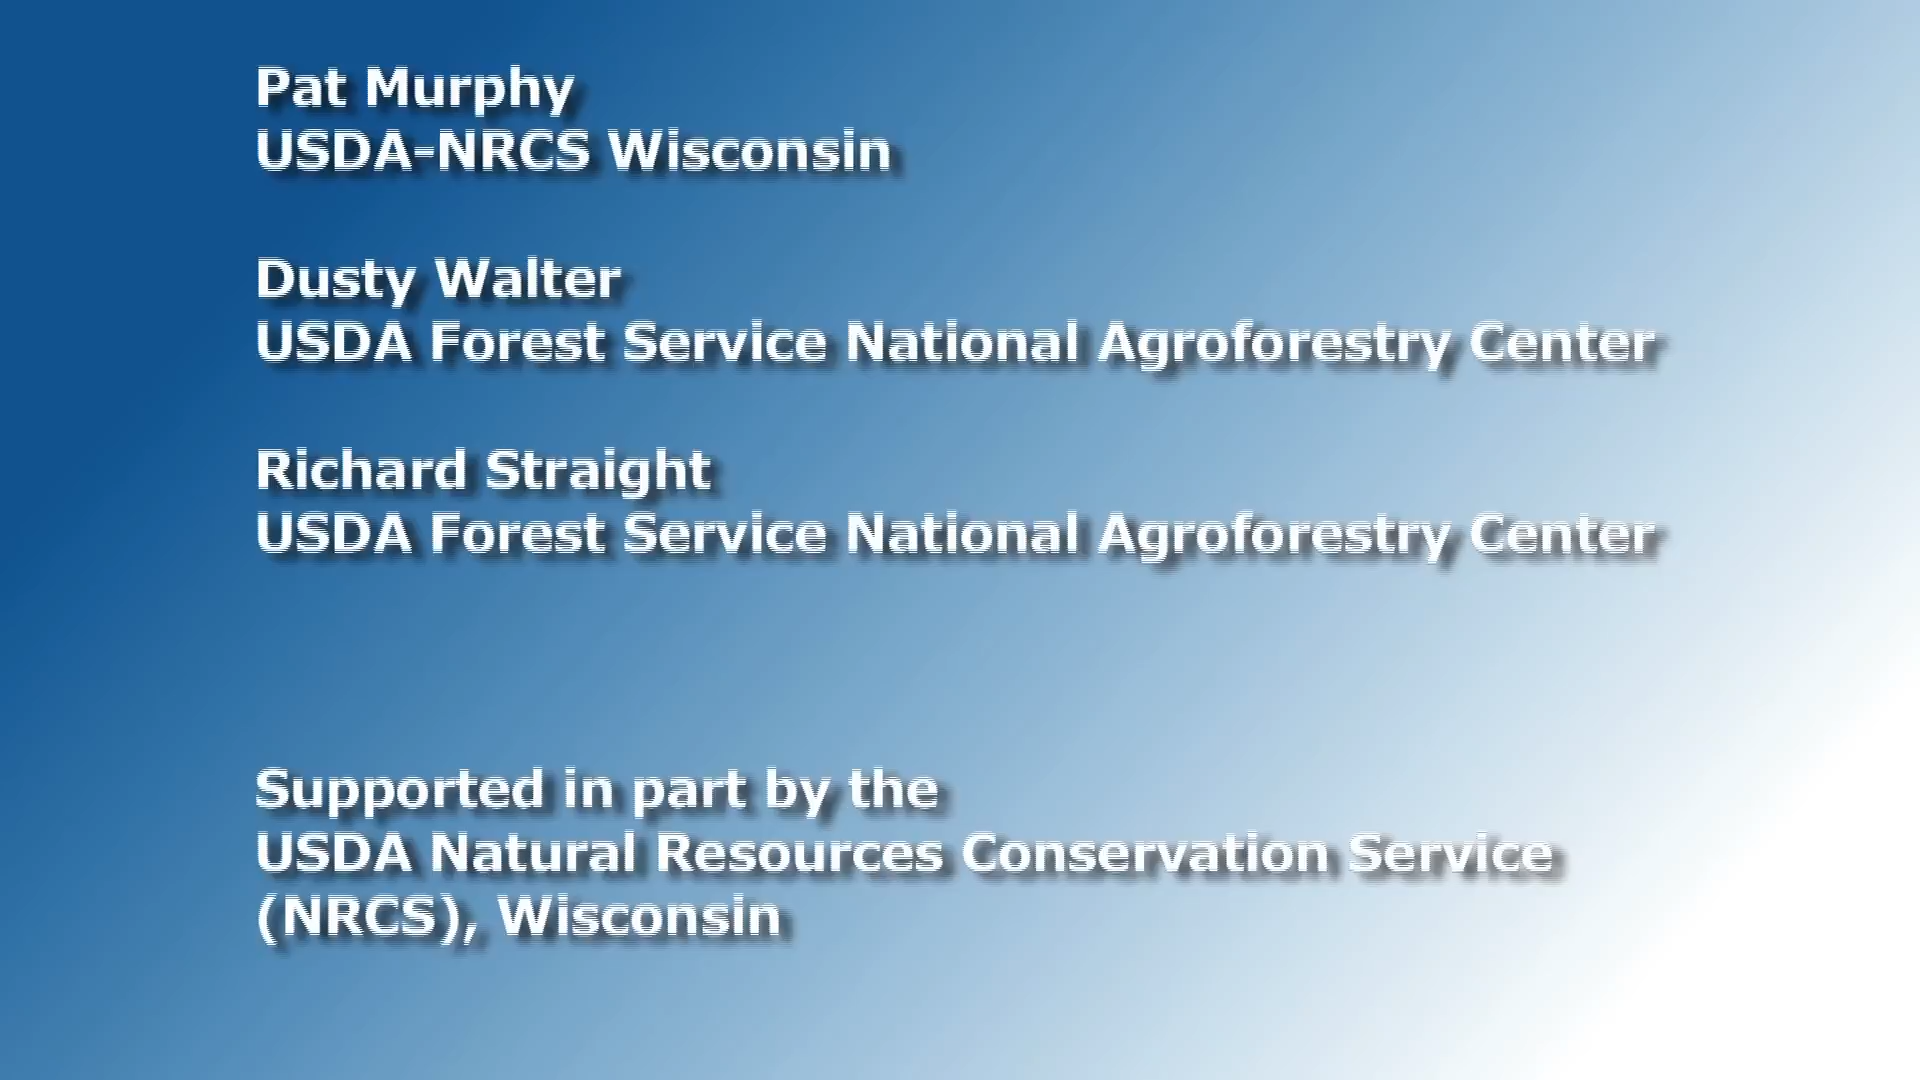 Pat Murphy
USDA-NRCS Wisconsin
Dusty Walter
USDA Forest Service National Agroforestry Center
Richard Straight
USDA Forest Service National Agroforestry Center
Supported in part by the
USDA Natural Resources Conservation Service
(NRCS), Wisconsin